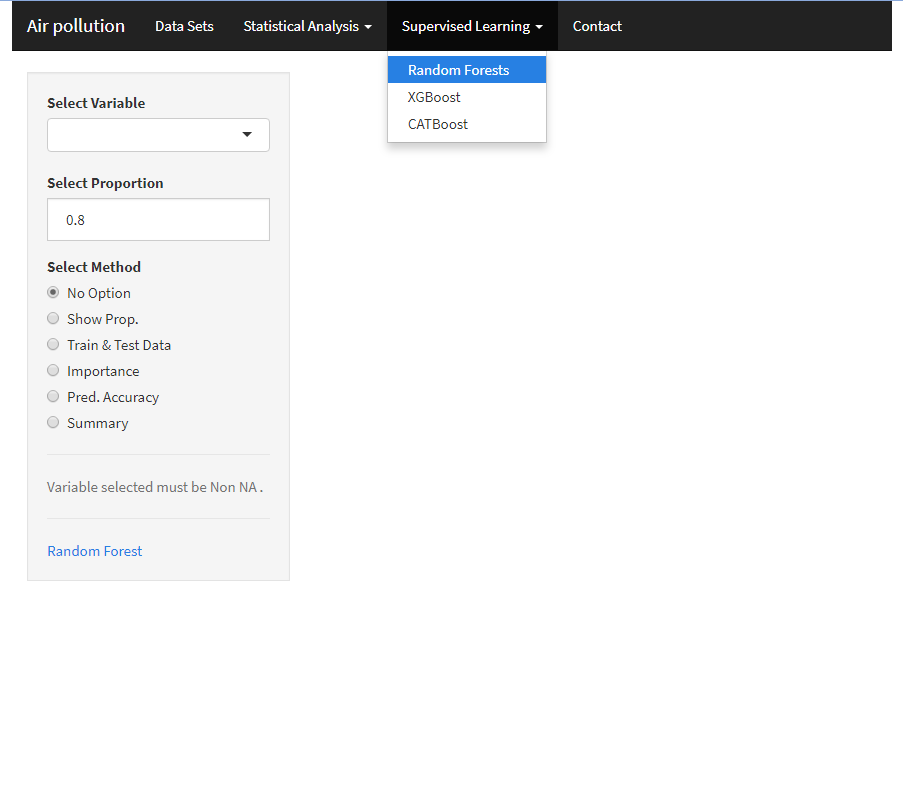 Air pollution Data Sets Statistical Analysis Supervised Learning Contact
Random Forests
XGBoost
CATBoost
Select Variable
Select Proportion
0.8
Select Method
No Option
Show Prop.
Train & Test Data
Importance
Pred. Accuracy
Summary
Variable selected must be Non NA .
Random Forest